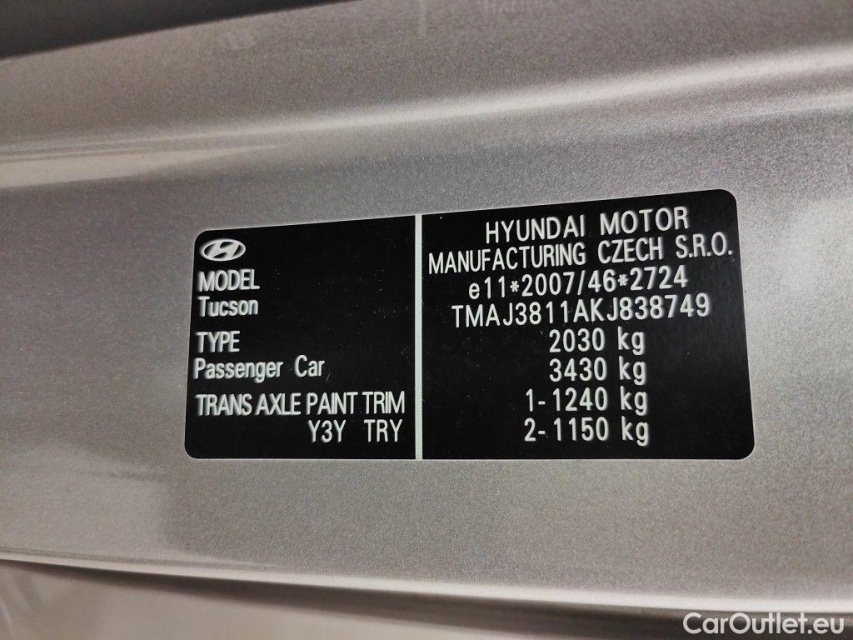 MODEL
Tucson
TYPE
Passenger Car
TRANS AXLE PAINT TRIM
Y3Y TRY
HYUNDAI MOTOR
MANUFACTURING CZECH S.R.O.
e11*2007/46*2724
TMAJ3811AKJ838749
2030 kg
3430 kg
1-1240 kg
2-1150 kg
CarOutlet.eu